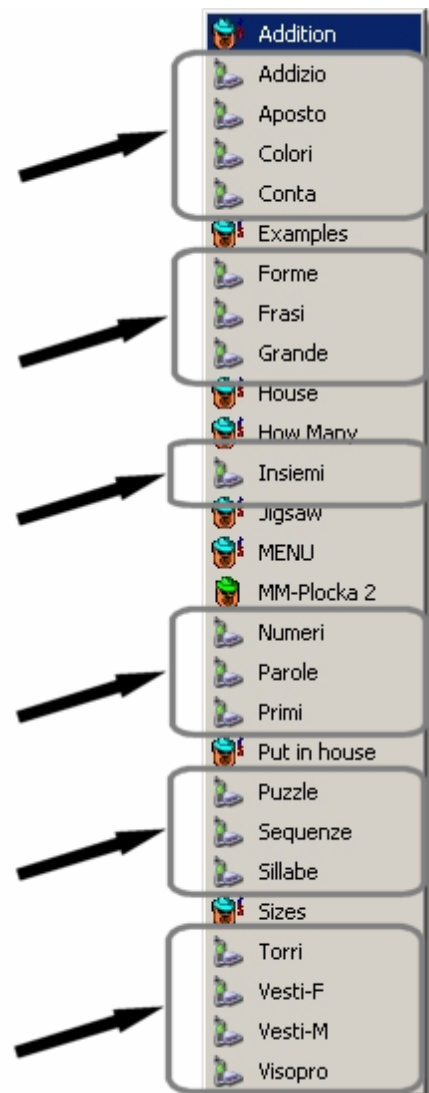 Addition
Addizio
Aposto
Colori
Conta
Examples
Forme
Frasi
Grande
House
How Many
Insiemi
Jigsaw
MENU
MM-Plocka 2
Numeri
Parole
Primi
Put in house
Puzzle
Sequenze
Sillabe
Sizes
Torri
Vesti-F
Vesti-M
Visopro